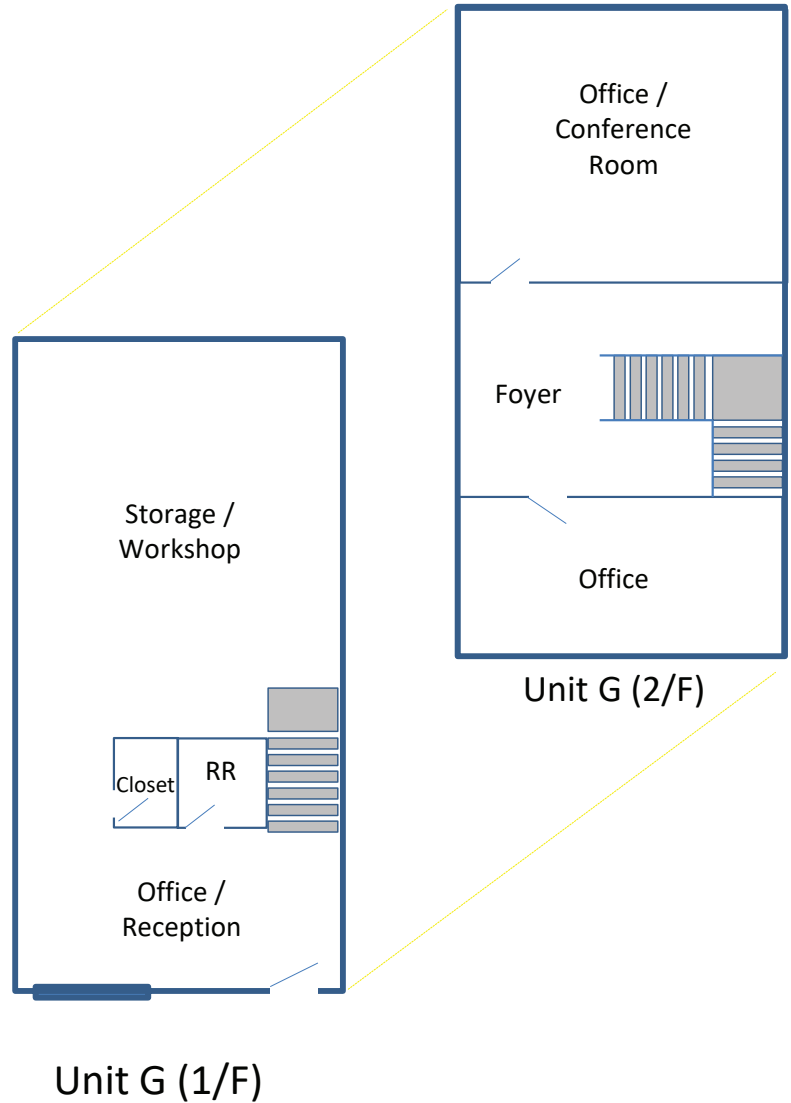 Office /
Conference
Room
Foyer
Office
Unit G (2/F)
Storage /
Workshop
Closet
RR
Office /
Reception
Unit G (1/F)